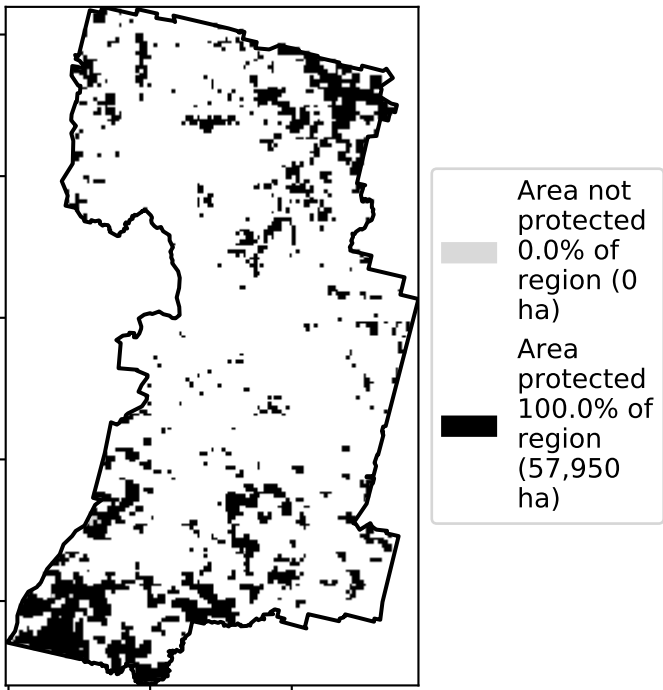 Area not
protected
0.0% of
region (0
ha)
Area
protected
100.0% of
region
(57,950
ha)